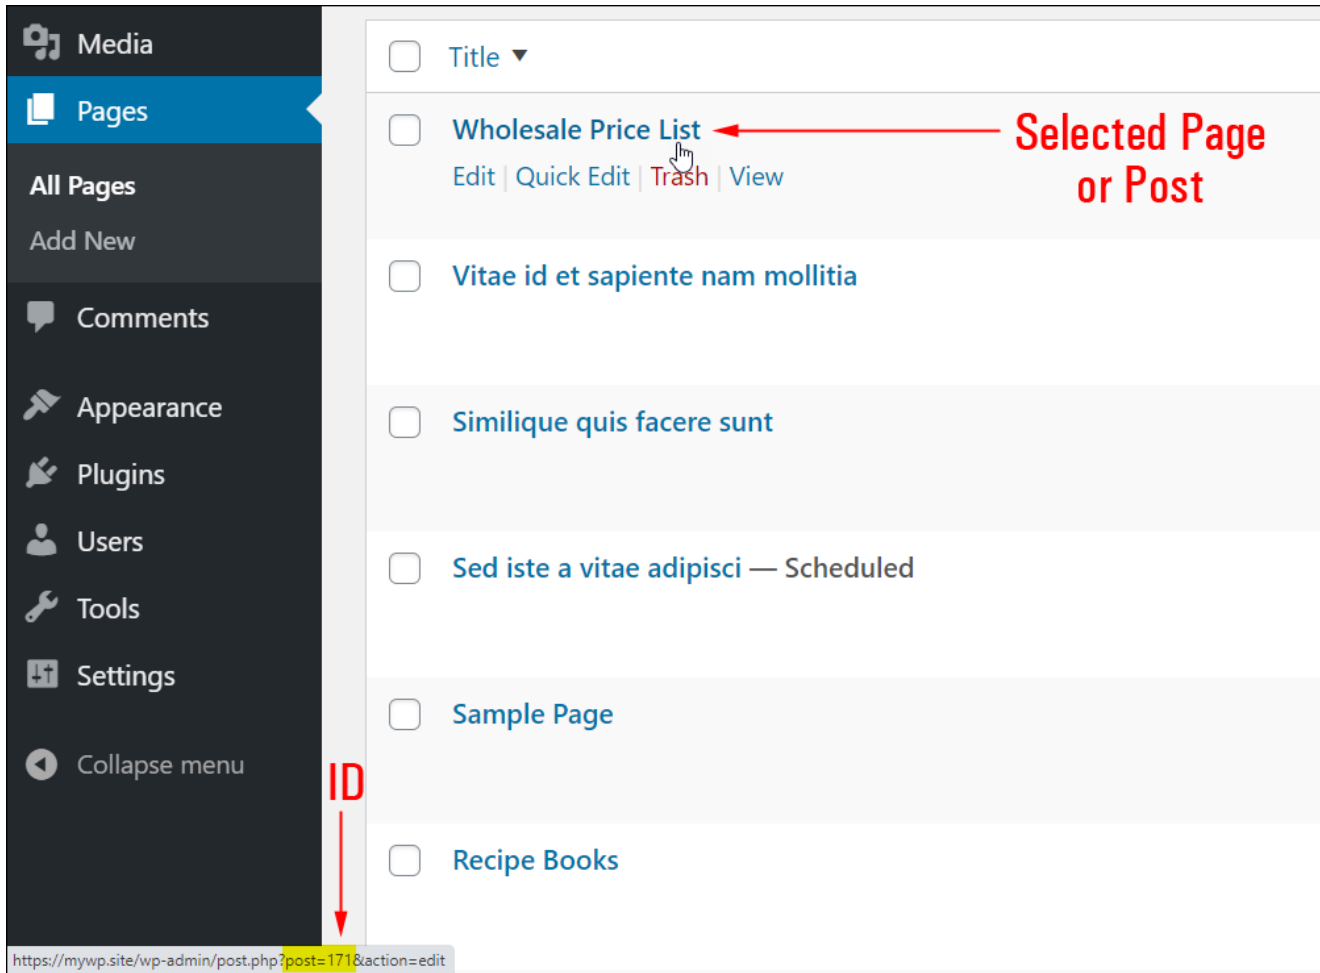 Media
Pages
All Pages
Add New
Comments
Appearance
Plugins
Users
Tools
Settings
Collapse menu
Title ▼
Wholesale Price List
Edit | Quick Edit | Trash | View
Selected Page
or Post
Vitae id et sapiente nam mollitia
Similique quis facere sunt
Sed iste a vitae adipisci — Scheduled
Sample Page
Recipe Books
ID
https://mywp.site/wp-admin/post.php?post=171&action=edit